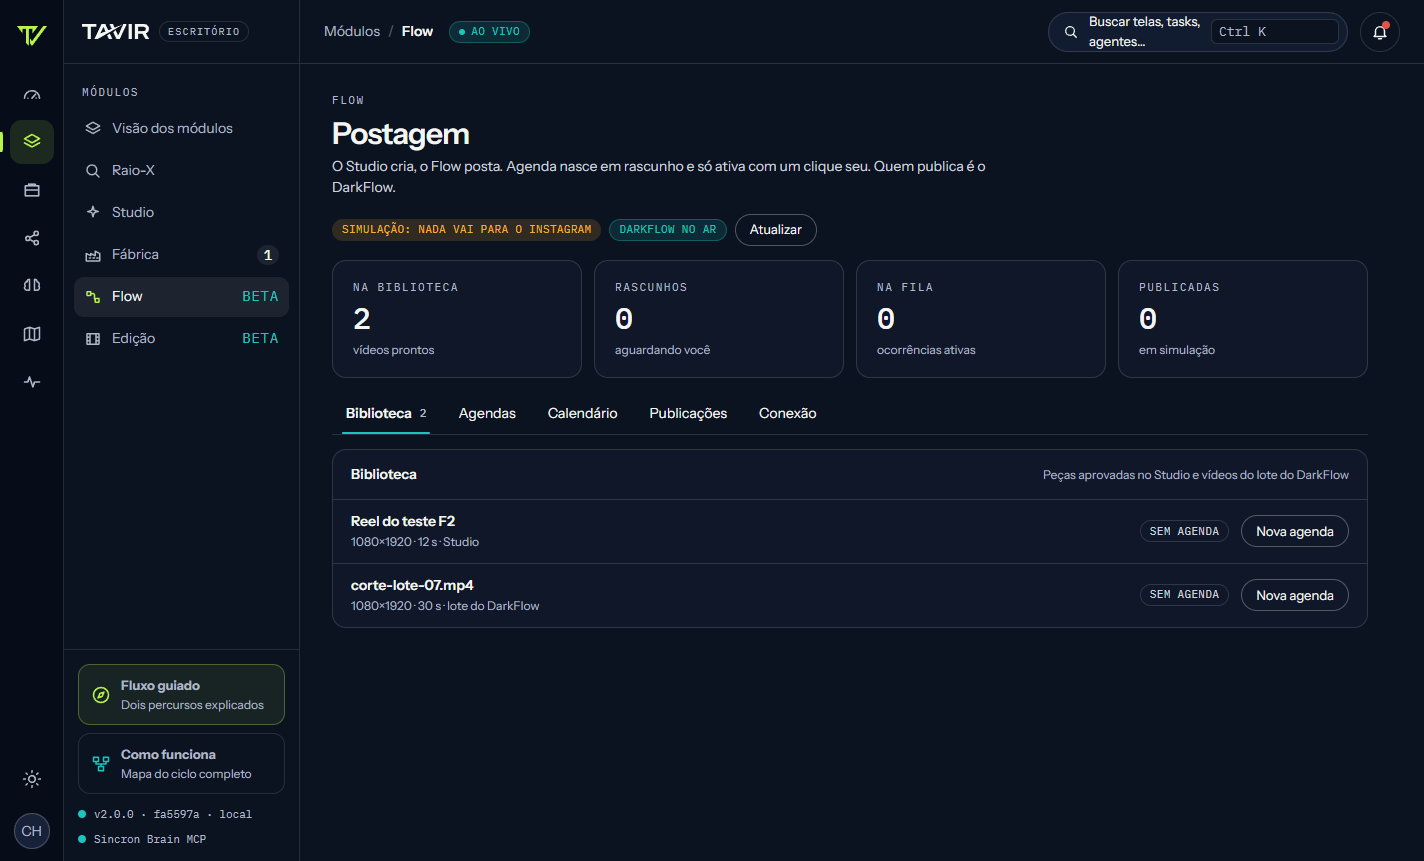 TAVIR ESCRITÓRIO
Módulos / Flow AO VIVO
Buscar telas, tasks,
agentes... Ctrl K
MÓDULOS
Visão dos módulos
Raio-X
Studio
Fábrica 1
Flow BETA
Edição BETA
Fluxo guiado
Dois percursos explicados
Como funciona
Mapa do ciclo completo
v2.0.0 · fa5597a · local
Sincron Brain MCP
CH
FLOW
Postagem
O Studio cria, o Flow posta. Agenda nasce em rascunho e só ativa com um clique seu. Quem publica é o
DarkFlow.
SIMULAÇÃO: NADA VAI PARA O INSTAGRAM DARKFLOW NO AR Atualizar
NA BIBLIOTECA
2
vídeos prontos
RASCUNHOS
0
aguardando você
NA FILA
0
ocorrências ativas
PUBLICADAS
0
em simulação
Biblioteca 2 Agendas Calendário Publicações Conexão
Biblioteca Peças aprovadas no Studio e vídeos do lote do DarkFlow
Reel do teste F2
1080×1920 · 12 s · Studio
SEM AGENDA Nova agenda
corte-lote-07.mp4
1080×1920 · 30 s · lote do DarkFlow
SEM AGENDA Nova agenda